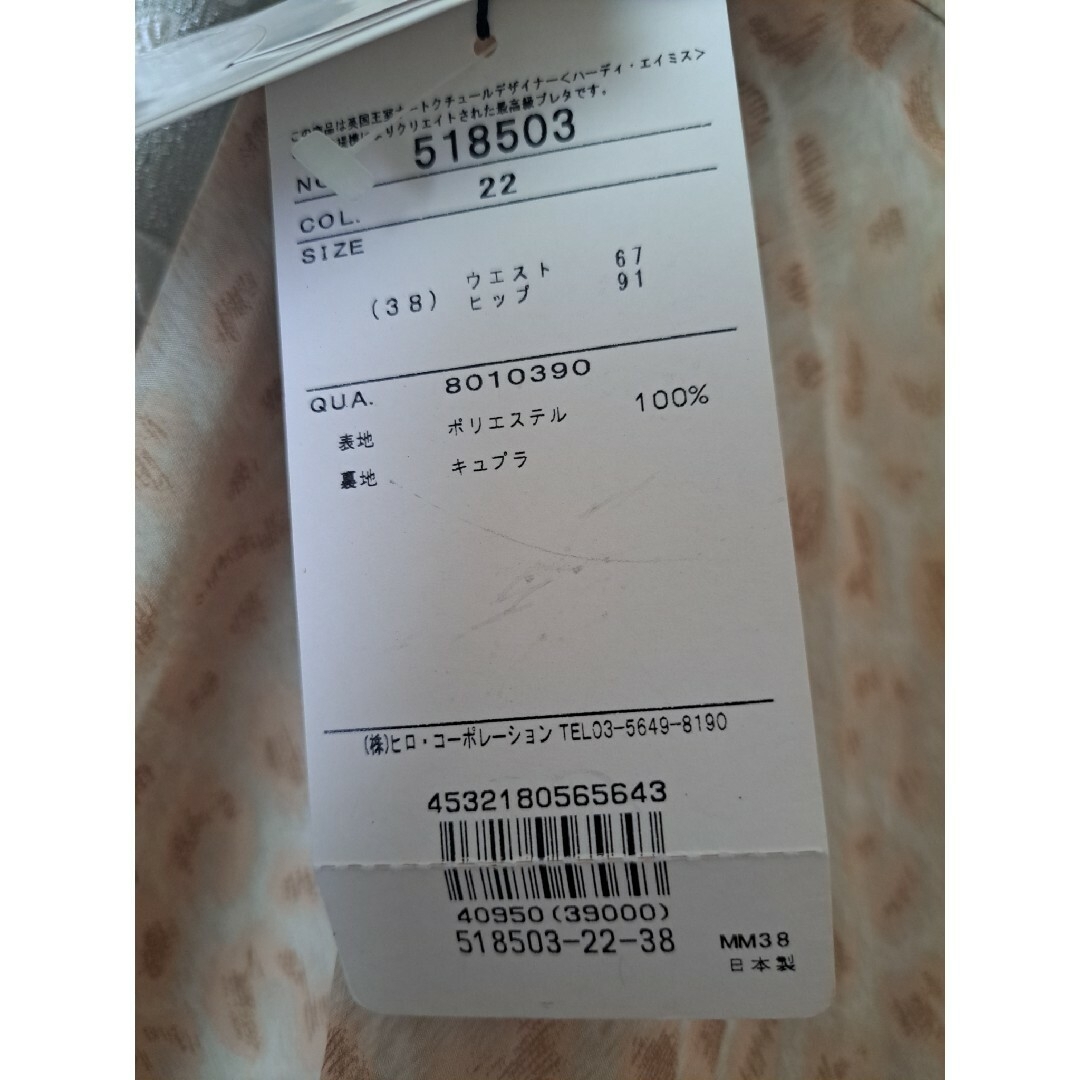 この商品は英国王室オートクチュールデザイナー<ハーディ・エイミス>
リクリエイトされた最高級プレタです。
518503
COL. 22
SIZE
(38) ウエスト 67
ヒップ 91
QUA. 8010390
表地 ポリエステル 100%
裏地 キュプラ
(株)ヒロ・コーポレーション TEL03-5649-8190
4532180565643
40950(39000)
518503-22-38
MM38
日本製